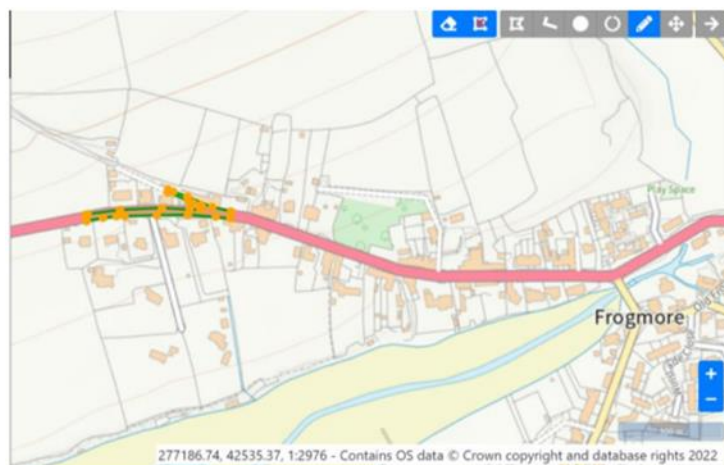 Play Space
Frogmore
+
−
277186.74, 42535.37, 1:2976 - Contains OS data © Crown copyright and database rights 2022